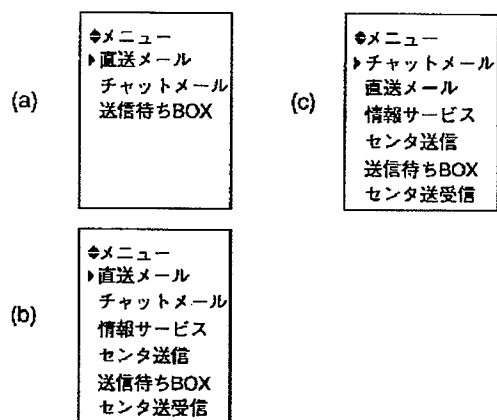 (a)
◆メニュー
▶直送メール
チャットメール
送信待ちBOX
(b)
◆メニュー
▶直送メール
チャットメール
情報サービス
センタ送信
送信待ちBOX
センタ送受信
(c)
◆メニュー
▶チャットメール
直送メール
情報サービス
センタ送信
送信待ちBOX
センタ送受信